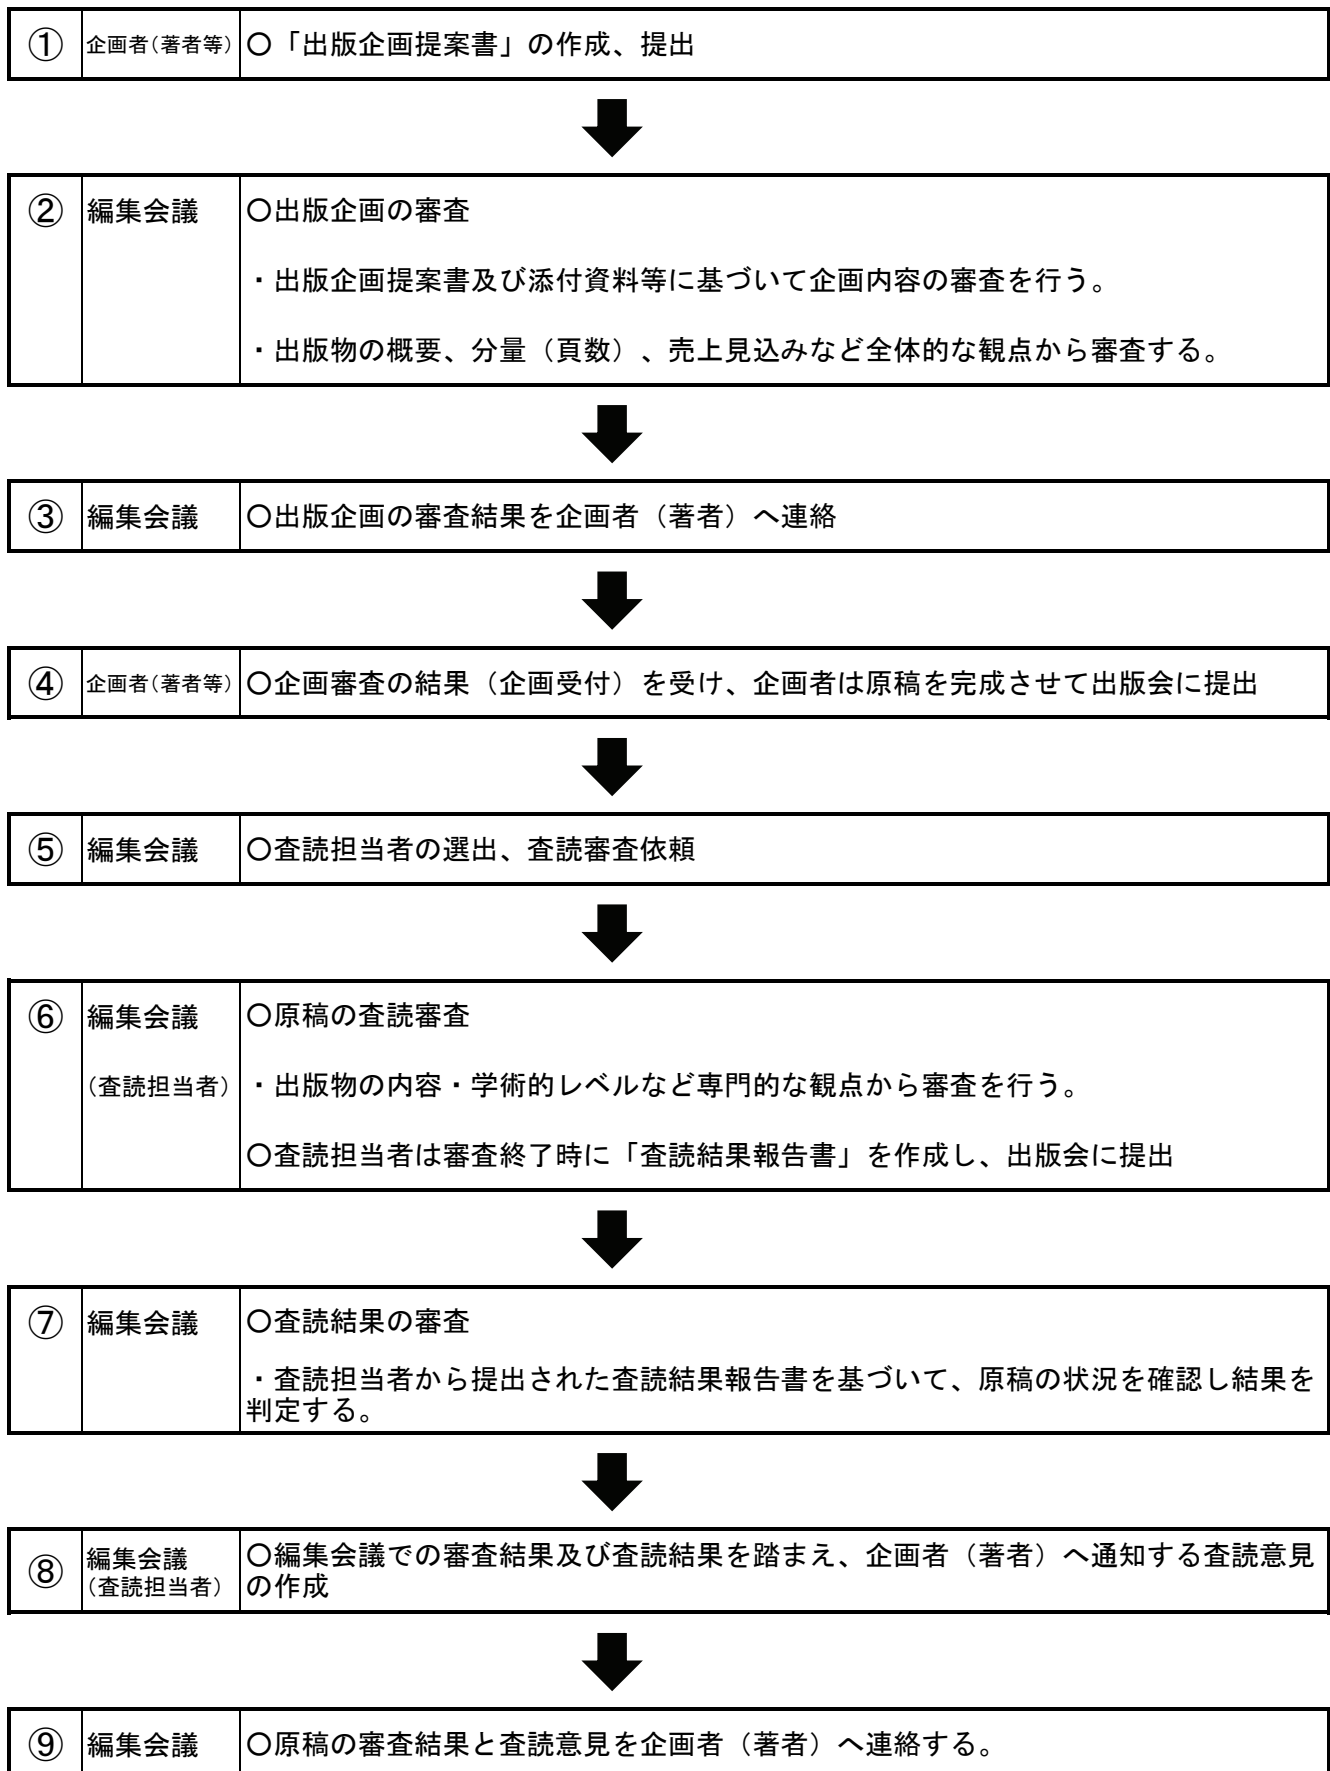 ① 企画者(著者等) 〇「出版企画提案書」の作成、提出
② 編集会議 〇出版企画の審査
・出版企画提案書及び添付資料等に基づいて企画内容の審査を行う。
・出版物の概要、分量（頁数）、売上見込みなど全体的な観点から審査する。
③ 編集会議 〇出版企画の審査結果を企画者（著者）へ連絡
④ 企画者(著者等) 〇企画審査の結果（企画受付）を受け、企画者は原稿を完成させて出版会に提出
⑤ 編集会議 〇査読担当者の選出、査読審査依頼
⑥ 編集会議 〇原稿の査読審査
(査読担当者) ・出版物の内容・学術的レベルなど専門的な観点から審査を行う。
〇査読担当者は審査終了時に「査読結果報告書」を作成し、出版会に提出
⑦ 編集会議 〇査読結果の審査
・査読担当者から提出された査読結果報告書を基づいて、原稿の状況を確認し結果を
判定する。
⑧ 編集会議 〇編集会議での審査結果及び査読結果を踏まえ、企画者（著者）へ通知する査読意見
(査読担当者) の作成
⑨ 編集会議 〇原稿の審査結果と査読意見を企画者（著者）へ連絡する。